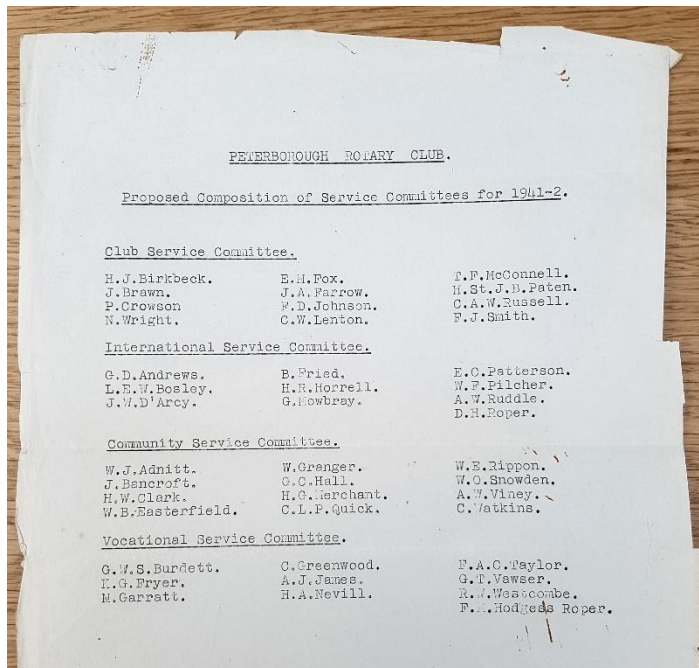 PETERBOROUGH ROTARY CLUB.
Proposed Composition of Service Committees for 1941-2.
Club Service Committee.
H.J.Birkbeck. E.M.Fox. T.F.McConnell.
J.Brawn. J.A.Farrow. H.St.J.B.Paten.
P.Crowson F.D.Johnson. C.A.W.Russell.
N.Wright. C.W.Lenton. F.J.Smith.
International Service Committee.
G.D.Andrews. B.Fried. E.C.Patterson.
L.E.W.Bosley. H.R.Horrell. W.F.Pilcher.
J.W.D'Arcy. G.Mowbray. A.W.Ruddle.
D.H.Roper.
Community Service Committee.
W.J.Adnitt. W.Granger. W.E.Rippon.
J.Bancroft. G.C.Hall. W.O.Snowden.
H.W.Clark. H.G.Merchant. A.W.Viney.
W.B.Easterfield. C.L.P.Quick. C.Watkins.
Vocational Service Committee.
G.W.S.Burdett. C.Greenwood. F.A.C.Taylor.
K.G.Fryer. A.J.James. G.T.Vawser.
M.Garratt. H.A.Nevill. R.W.Westcombe.
Hodgess Roper.